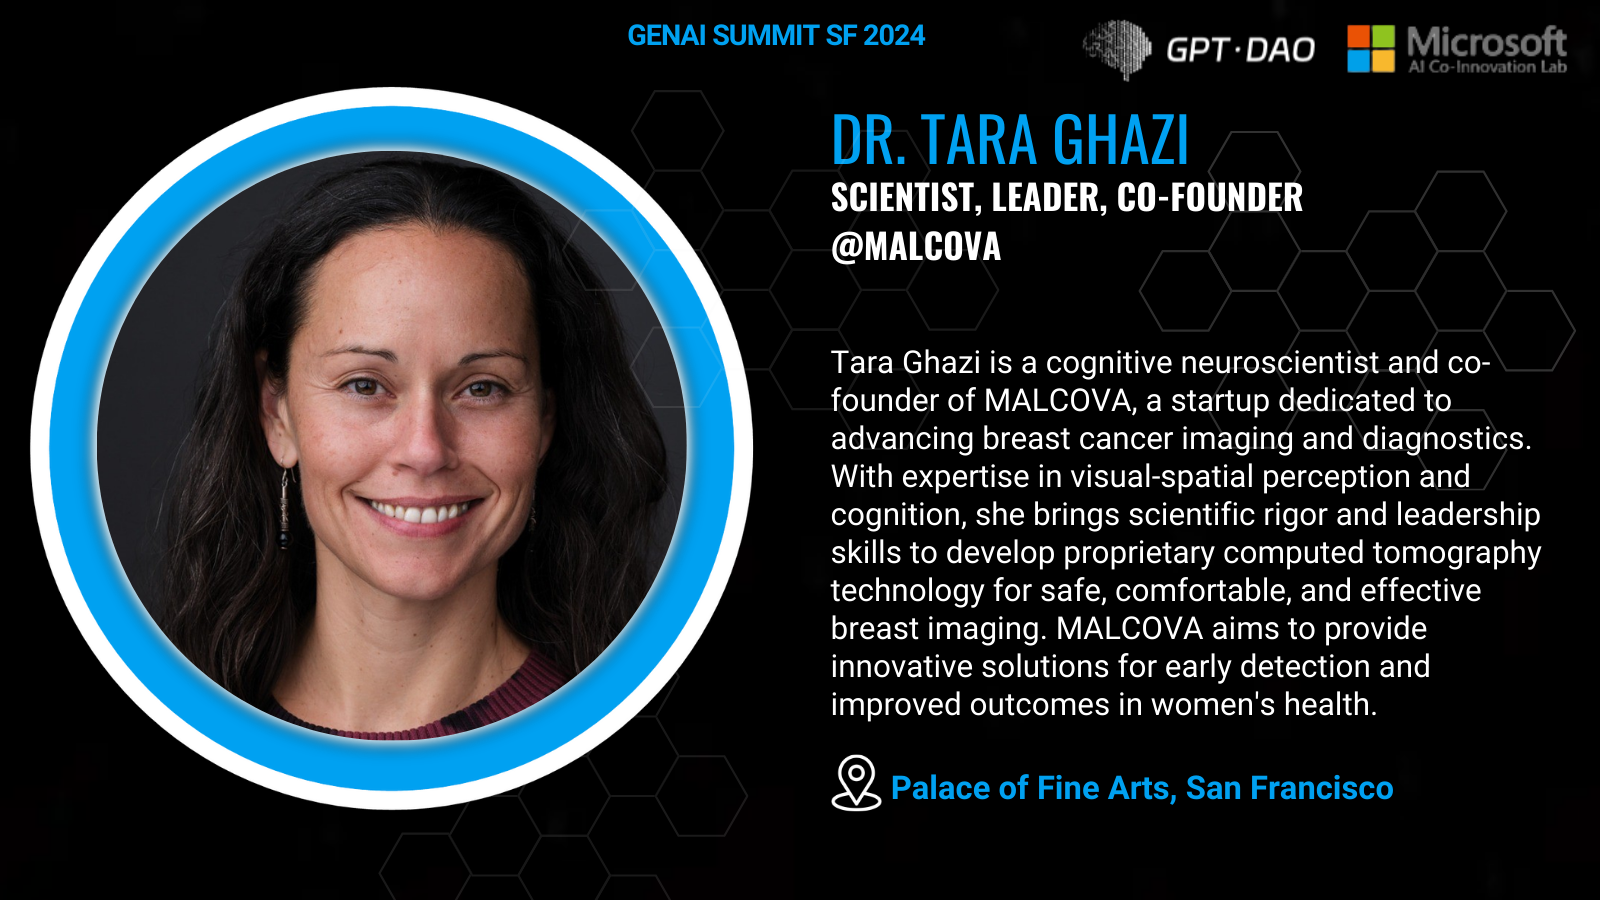 GENAI SUMMIT SF 2024
GPT·DAO
Microsoft
AI Co-Innovation Lab
DR. TARA GHAZI
SCIENTIST, LEADER, CO-FOUNDER
@MALCOVA
Tara Ghazi is a cognitive neuroscientist and co-
founder of MALCOVA, a startup dedicated to
advancing breast cancer imaging and diagnostics.
With expertise in visual-spatial perception and
cognition, she brings scientific rigor and leadership
skills to develop proprietary computed tomography
technology for safe, comfortable, and effective
breast imaging. MALCOVA aims to provide
innovative solutions for early detection and
improved outcomes in women's health.
Palace of Fine Arts, San Francisco